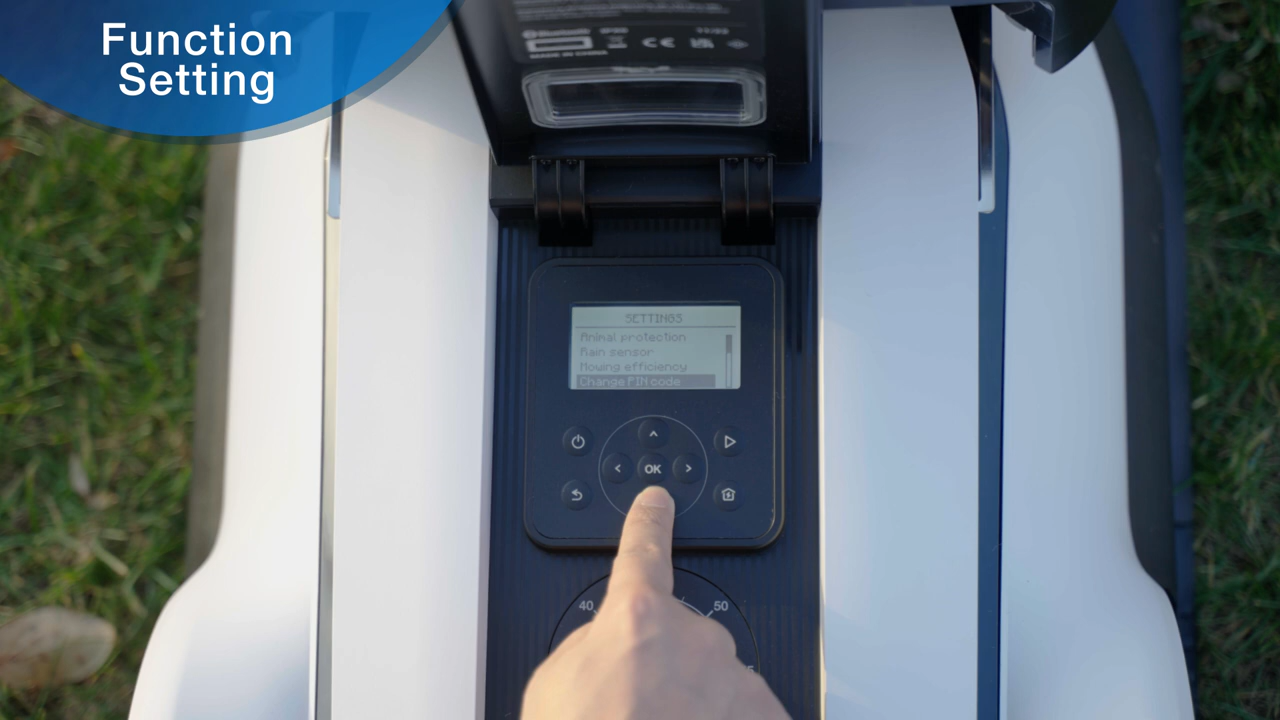 Function
Setting
SETTINGS
Animal protection
Rain sensor
Mowing efficiency
Change PIN code
OK
40
50